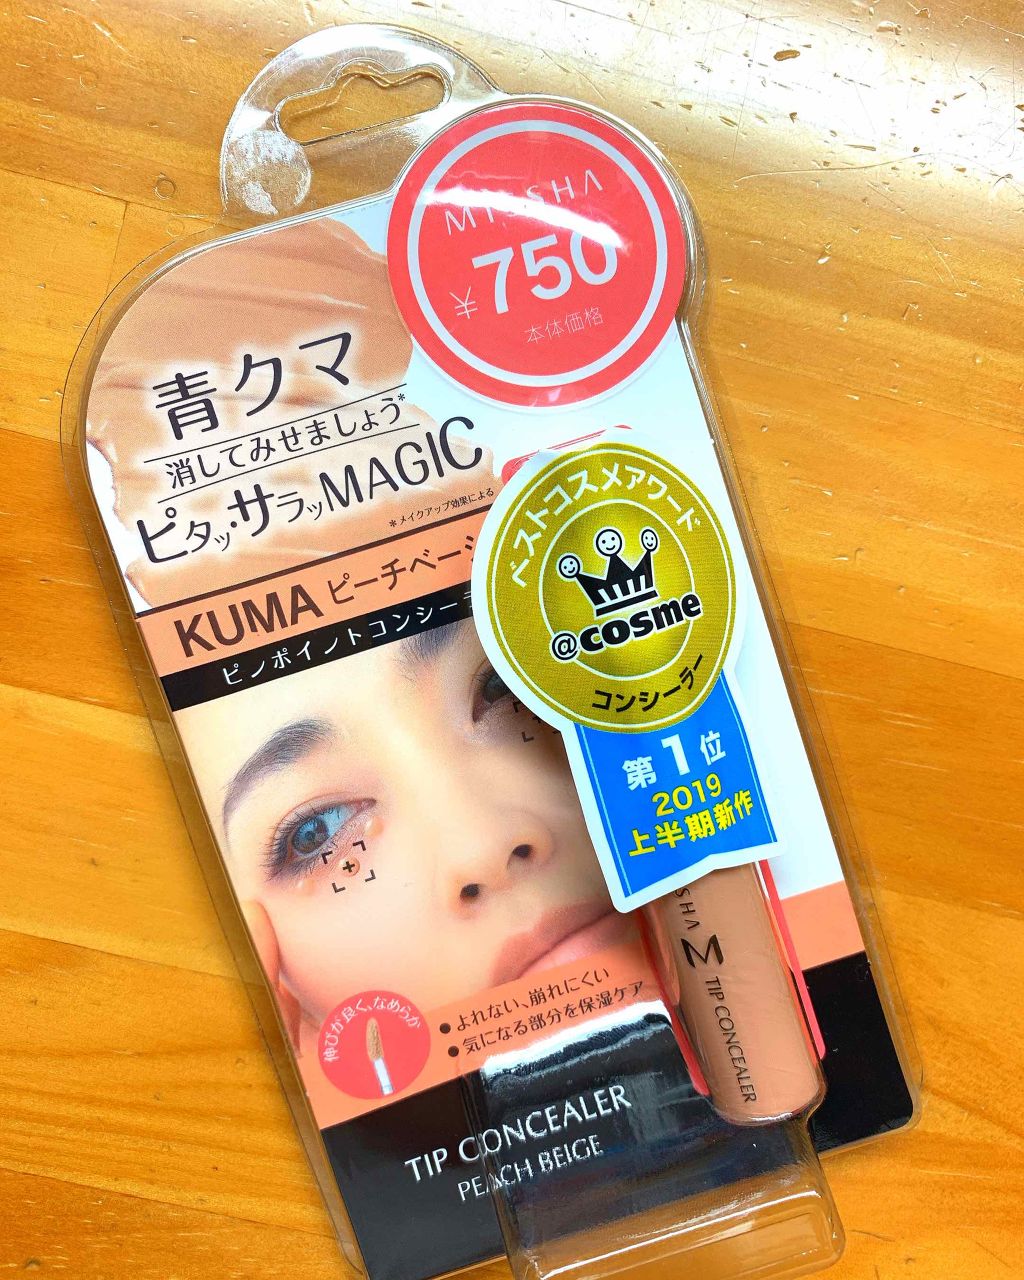 MISSHA
¥750
本体価格
青クマ
消してみせましょう*
ピタッ・サラッMAGIC
*メイクアップ効果による
KUMA ピーチベージ
ピンポイントコンシーラ
ベストコスメアワード
@cosme
コンシーラー
第1位
2019
上半期新作
SHA
M TIP CONCEALER
伸びが良く、なめらか
●よれない、崩れにくい
●気になる部分を保湿ケア
TIP CONCEALER
PEACH BEIGE